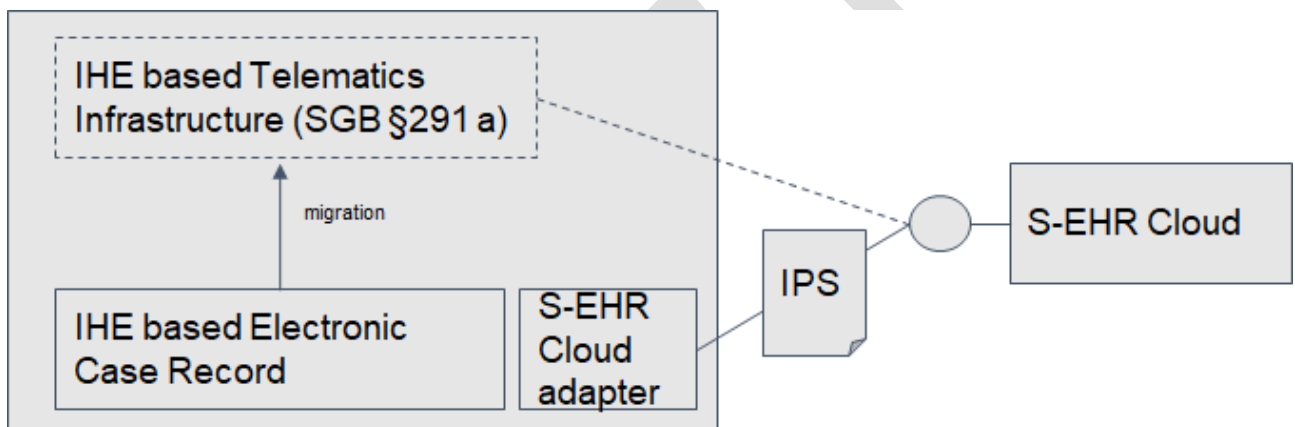 IHE based Telematics
Infrastructure (SGB §291 a)
migration
IHE based Electronic
Case Record
S-EHR
Cloud
adapter
IPS
S-EHR Cloud